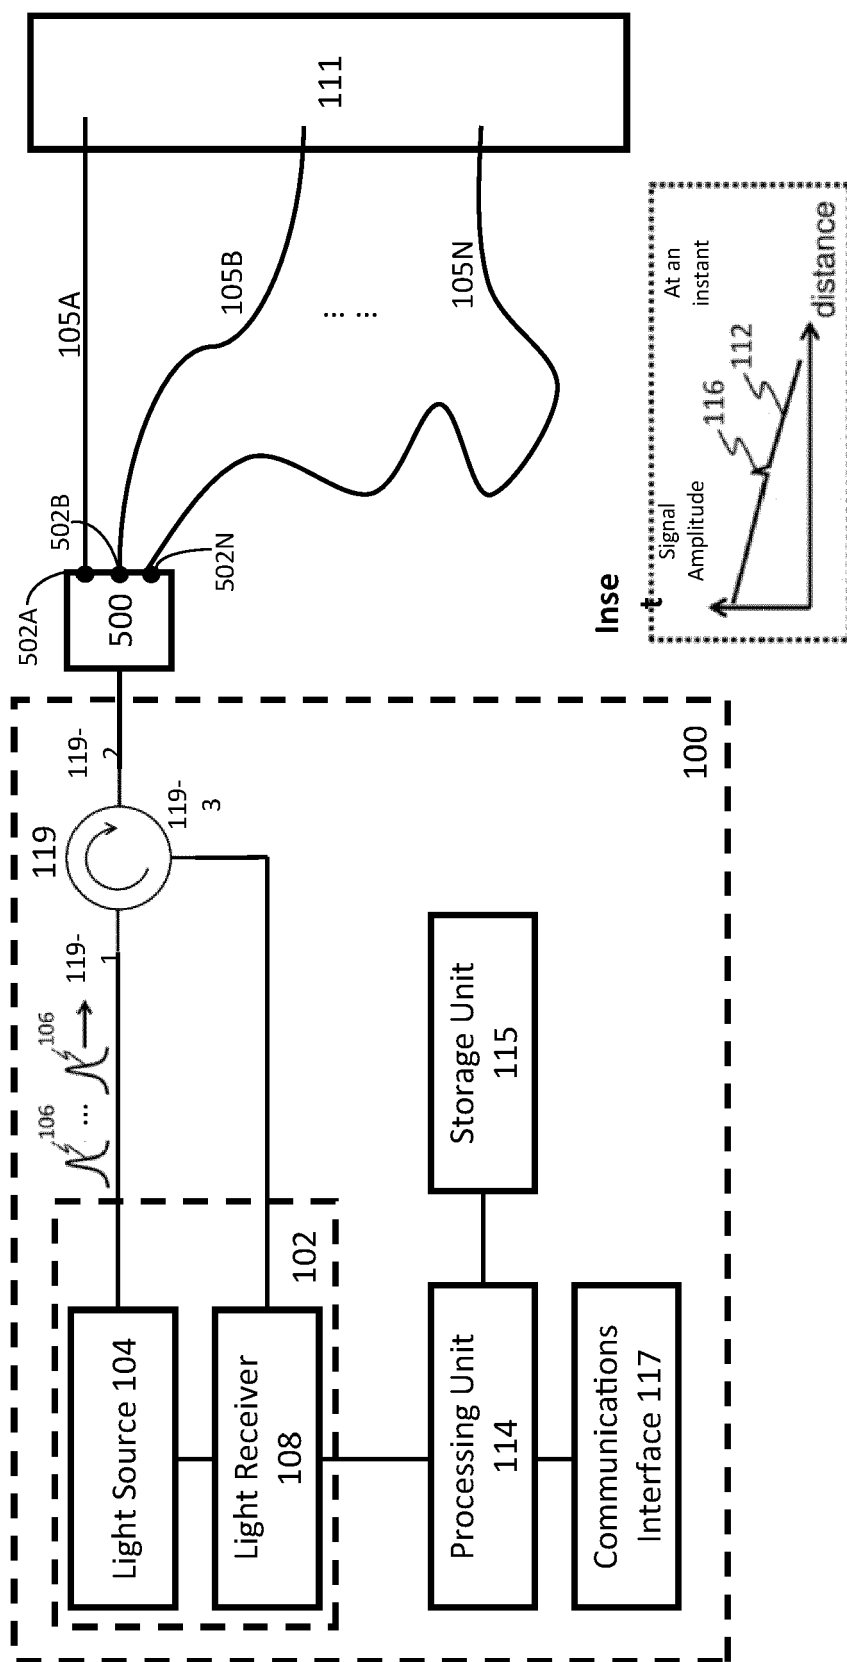 111
105A
105B
105N
... ...
502A
502B
502N
500
Inse
t
Signal
Amplitude
At an
instant
116
112
distance
100
119
119-
1
119-
2
119-
3
106
...
106
102
Light Source 104
Light Receiver
108
Processing Unit
114
Storage Unit
115
Communications
Interface 117